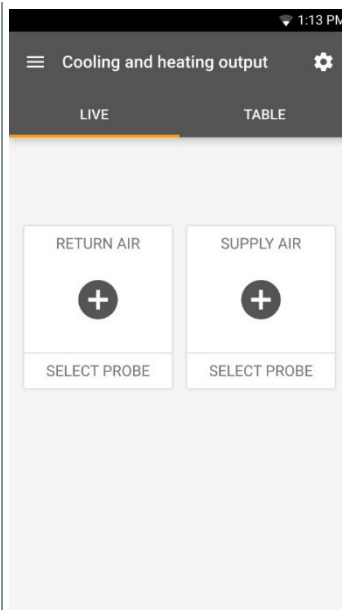 1:13 PM
Cooling and heating output
LIVE TABLE
RETURN AIR SUPPLY AIR
SELECT PROBE SELECT PROBE